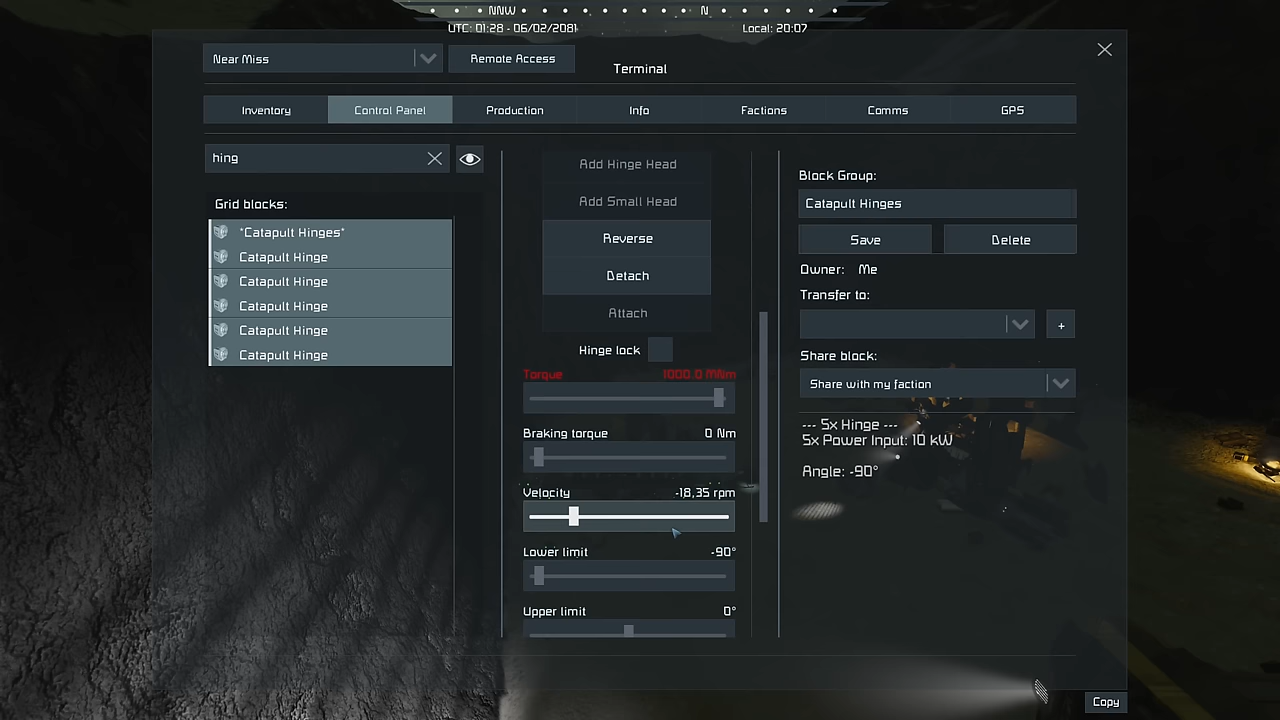 NNW
N
UTC: 01:28 - 06/02/2081
Local: 20:07
Near Miss
Remote Access
Terminal
Inventory
Control Panel
Production
Info
Factions
Comms
GPS
hing
Grid blocks:
*Catapult Hinges*
Catapult Hinge
Catapult Hinge
Catapult Hinge
Catapult Hinge
Catapult Hinge
Add Hinge Head
Add Small Head
Reverse
Detach
Attach
Hinge lock
Torque 1000.0 MNm
Braking torque 0 Nm
Velocity -18,35 rpm
Lower limit -90°
Upper limit 0°
Block Group:
Catapult Hinges
Save
Delete
Owner: Me
Transfer to:
+
Share block:
Share with my faction
--- 5x Hinge ---
5x Power Input: 10 kW
Angle: -90°
Copy